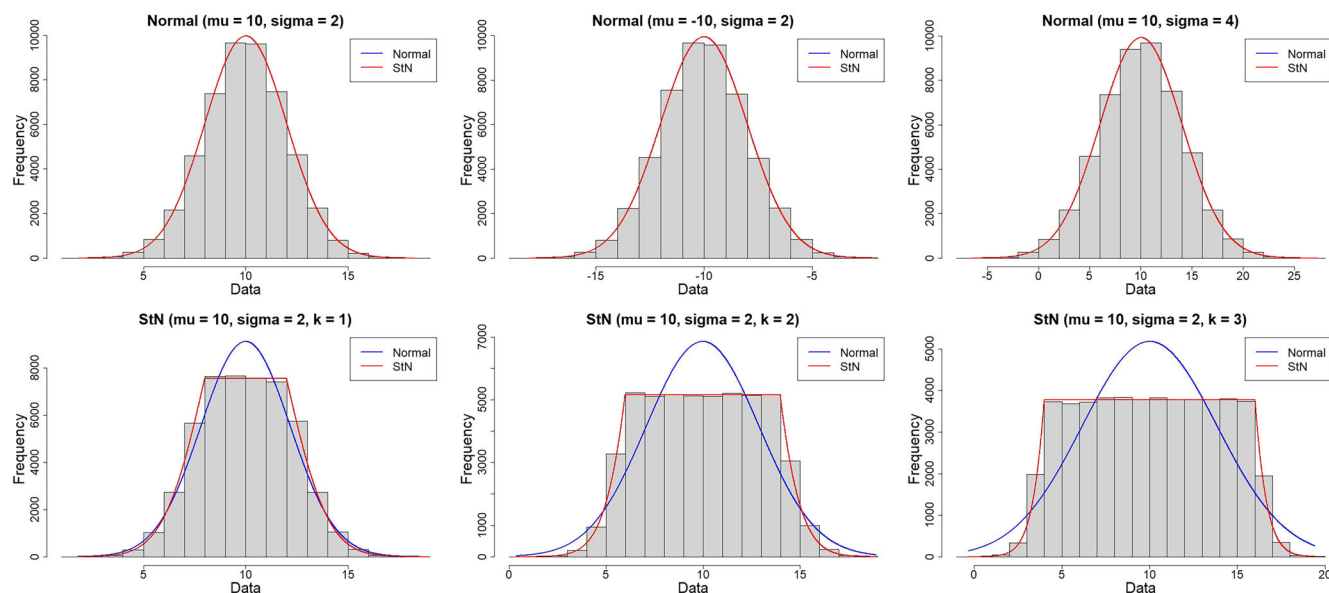 Normal (mu = 10, sigma = 2)
Frequency
0 2000 4000 6000 8000 10000
Normal
StN
5 10 15
Data
Normal (mu = -10, sigma = 2)
Frequency
0 2000 4000 6000 8000 10000
Normal
StN
-15 -10 -5
Data
Normal (mu = 10, sigma = 4)
Frequency
0 2000 4000 6000 8000 10000
Normal
StN
-5 0 5 10 15 20 25
Data
StN (mu = 10, sigma = 2, k = 1)
Frequency
0 2000 4000 6000 8000
Normal
StN
5 10 15
Data
StN (mu = 10, sigma = 2, k = 2)
Frequency
0 1000 3000 5000 7000
Normal
StN
0 5 10 15
Data
StN (mu = 10, sigma = 2, k = 3)
Frequency
0 1000 2000 3000 4000 5000
Normal
StN
0 5 10 15 20
Data